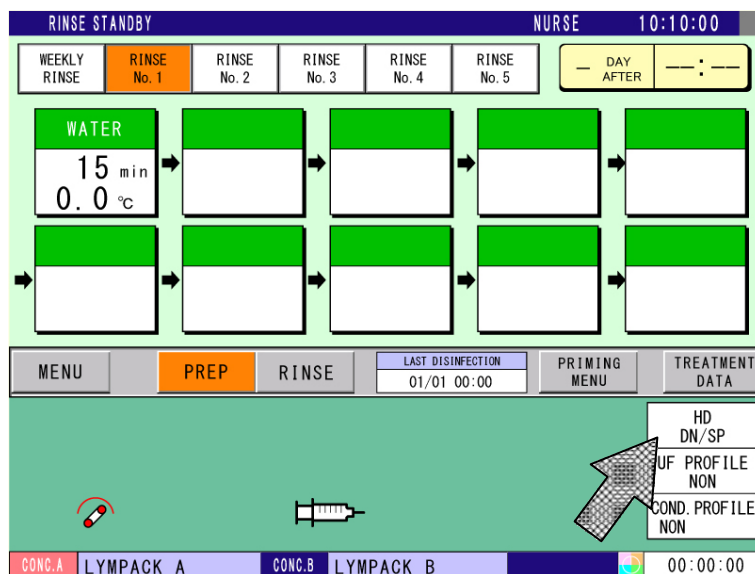 RINSE STANDBY NURSE 10:10:00
WEEKLY RINSE
RINSE No. 1
RINSE No. 2
RINSE No. 3
RINSE No. 4
RINSE No. 5
— DAY AFTER ——:——
WATER
15 min
0.0 ℃
MENU
PREP
RINSE
LAST DISINFECTION
01/01 00:00
PRIMING MENU
TREATMENT DATA
HD
DN/SP
UF PROFILE
NON
COND.PROFILE
NON
CONC.A LYMPACK A CONC.B LYMPACK B 00:00:00